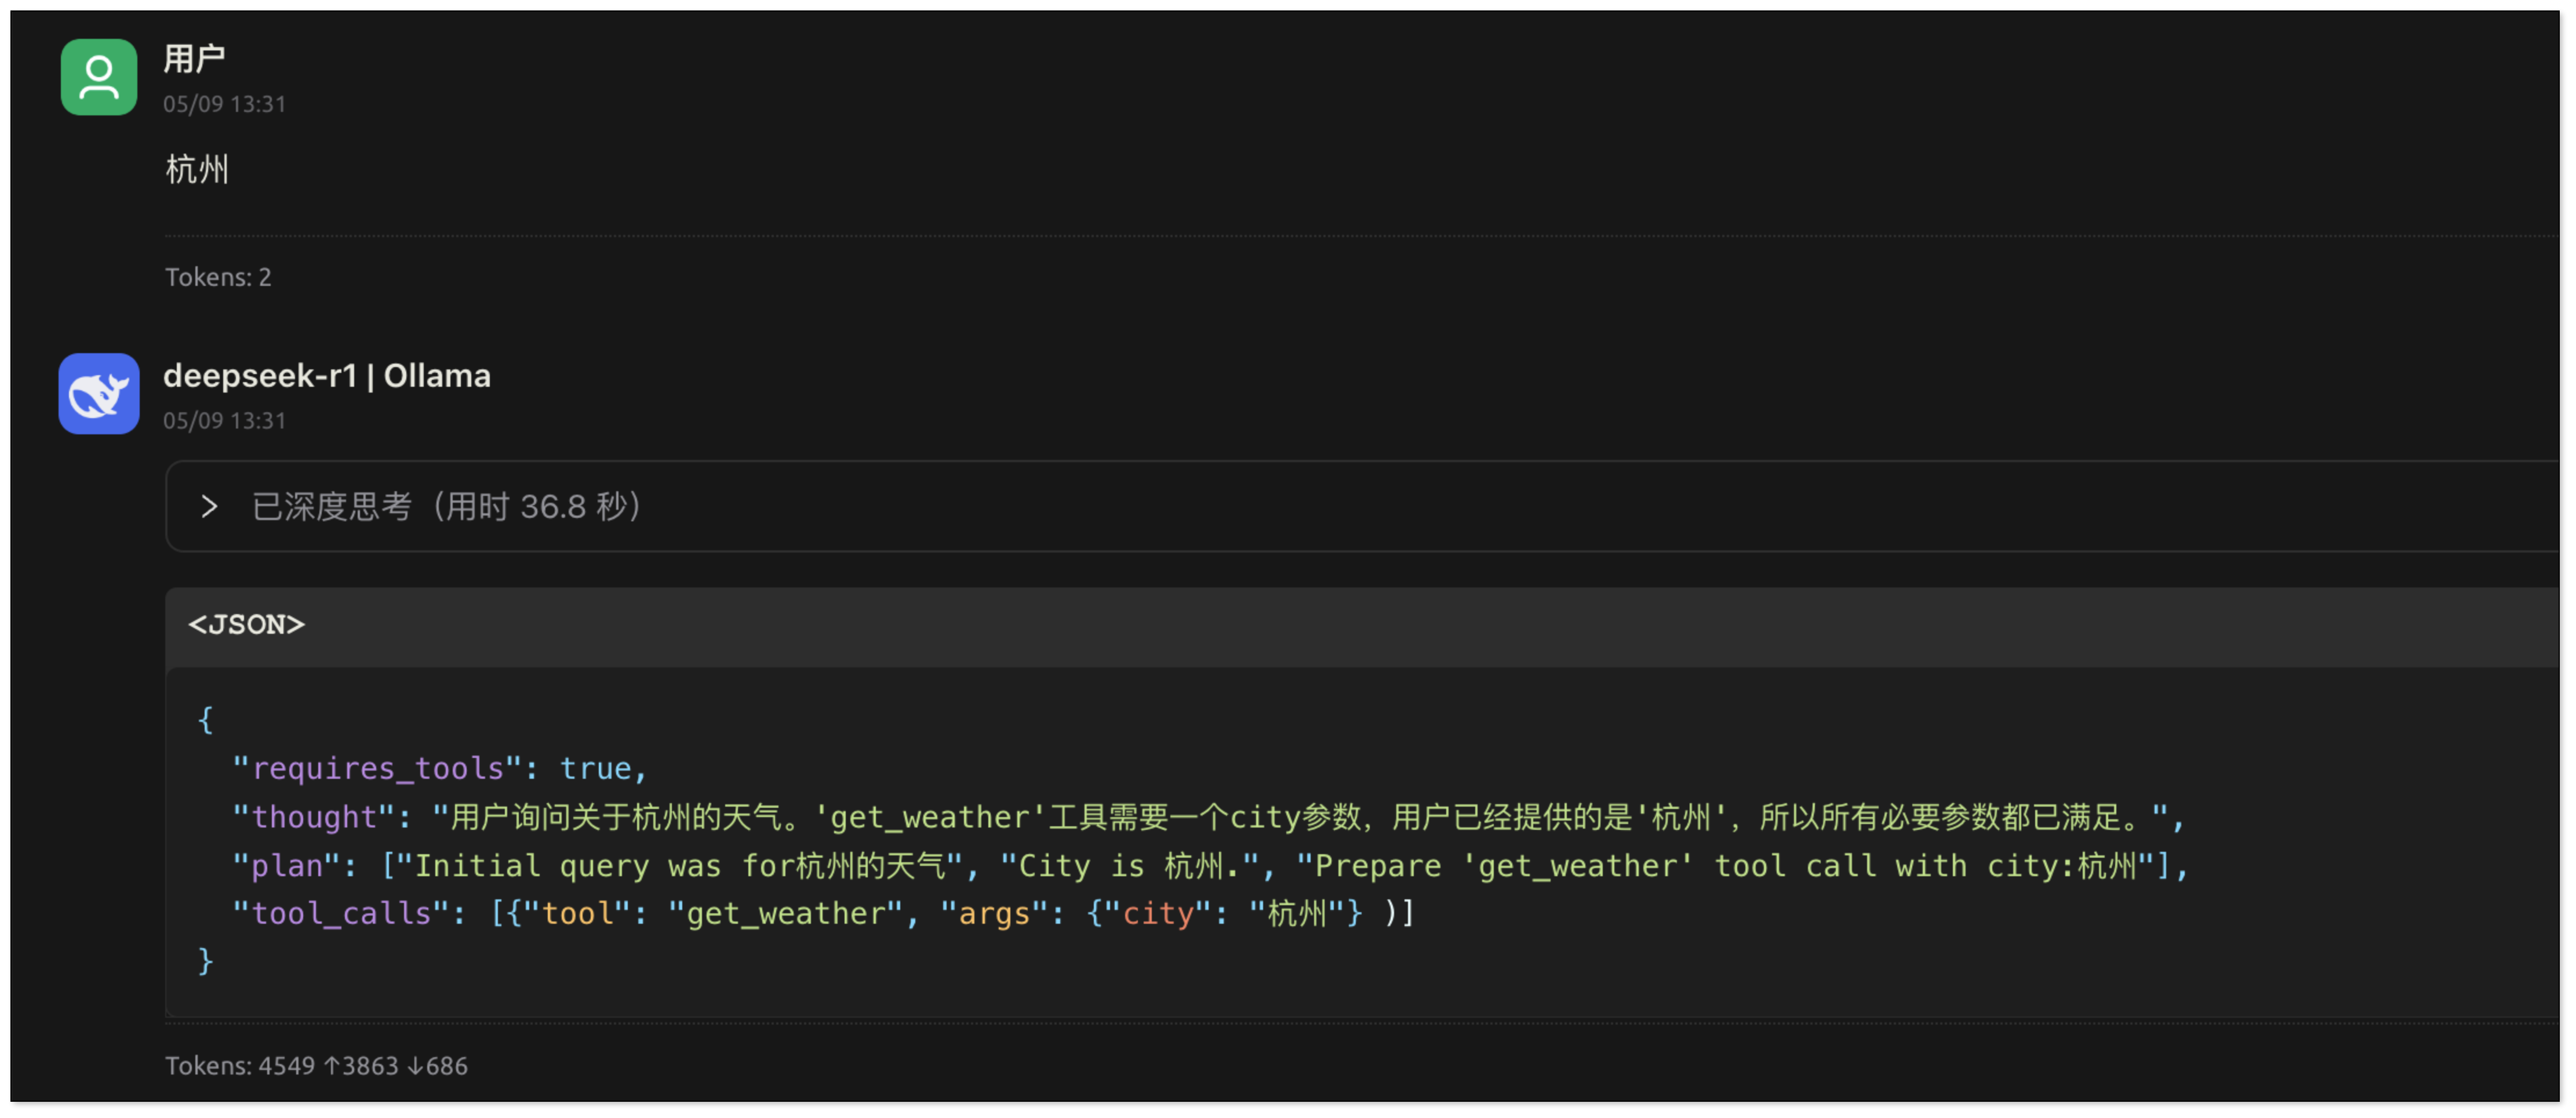 用户
05/09 13:31
杭州
Tokens: 2
deepseek-r1 | Ollama
05/09 13:31
已深度思考（用时 36.8 秒）
<JSON>
{
  "requires_tools": true,
  "thought": "用户询问关于杭州的天气。'get_weather'工具需要一个city参数，用户已经提供的是'杭州'，所以所有必要参数都已满足。",
  "plan": ["Initial query was for杭州的天气", "City is 杭州.", "Prepare 'get_weather' tool call with city:杭州"],
  "tool_calls": [{"tool": "get_weather", "args": {"city": "杭州"} )]
}
Tokens: 4549 ↑3863 ↓686